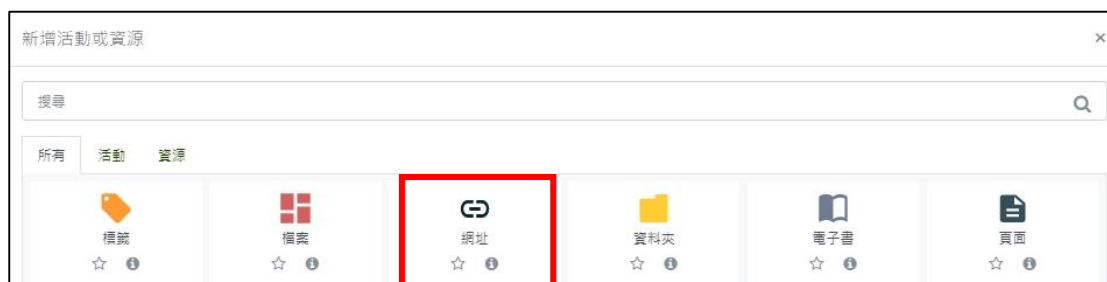 新增活動或資源
搜尋
所有 活動 資源
標籤 檔案 網址 資料夾 電子書 頁面